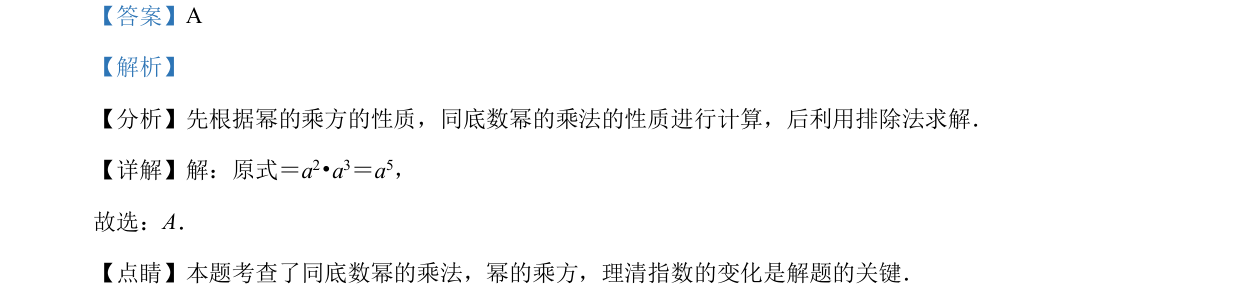 【答案】A
【解析】
【分析】先根据幂的乘方的性质，同底数幂的乘法的性质进行计算，后利用排除法求解．
【详解】解：原式＝a²•a³＝a⁵，
故选：A．
【点睛】本题考查了同底数幂的乘法，幂的乘方，理清指数的变化是解题的关键．